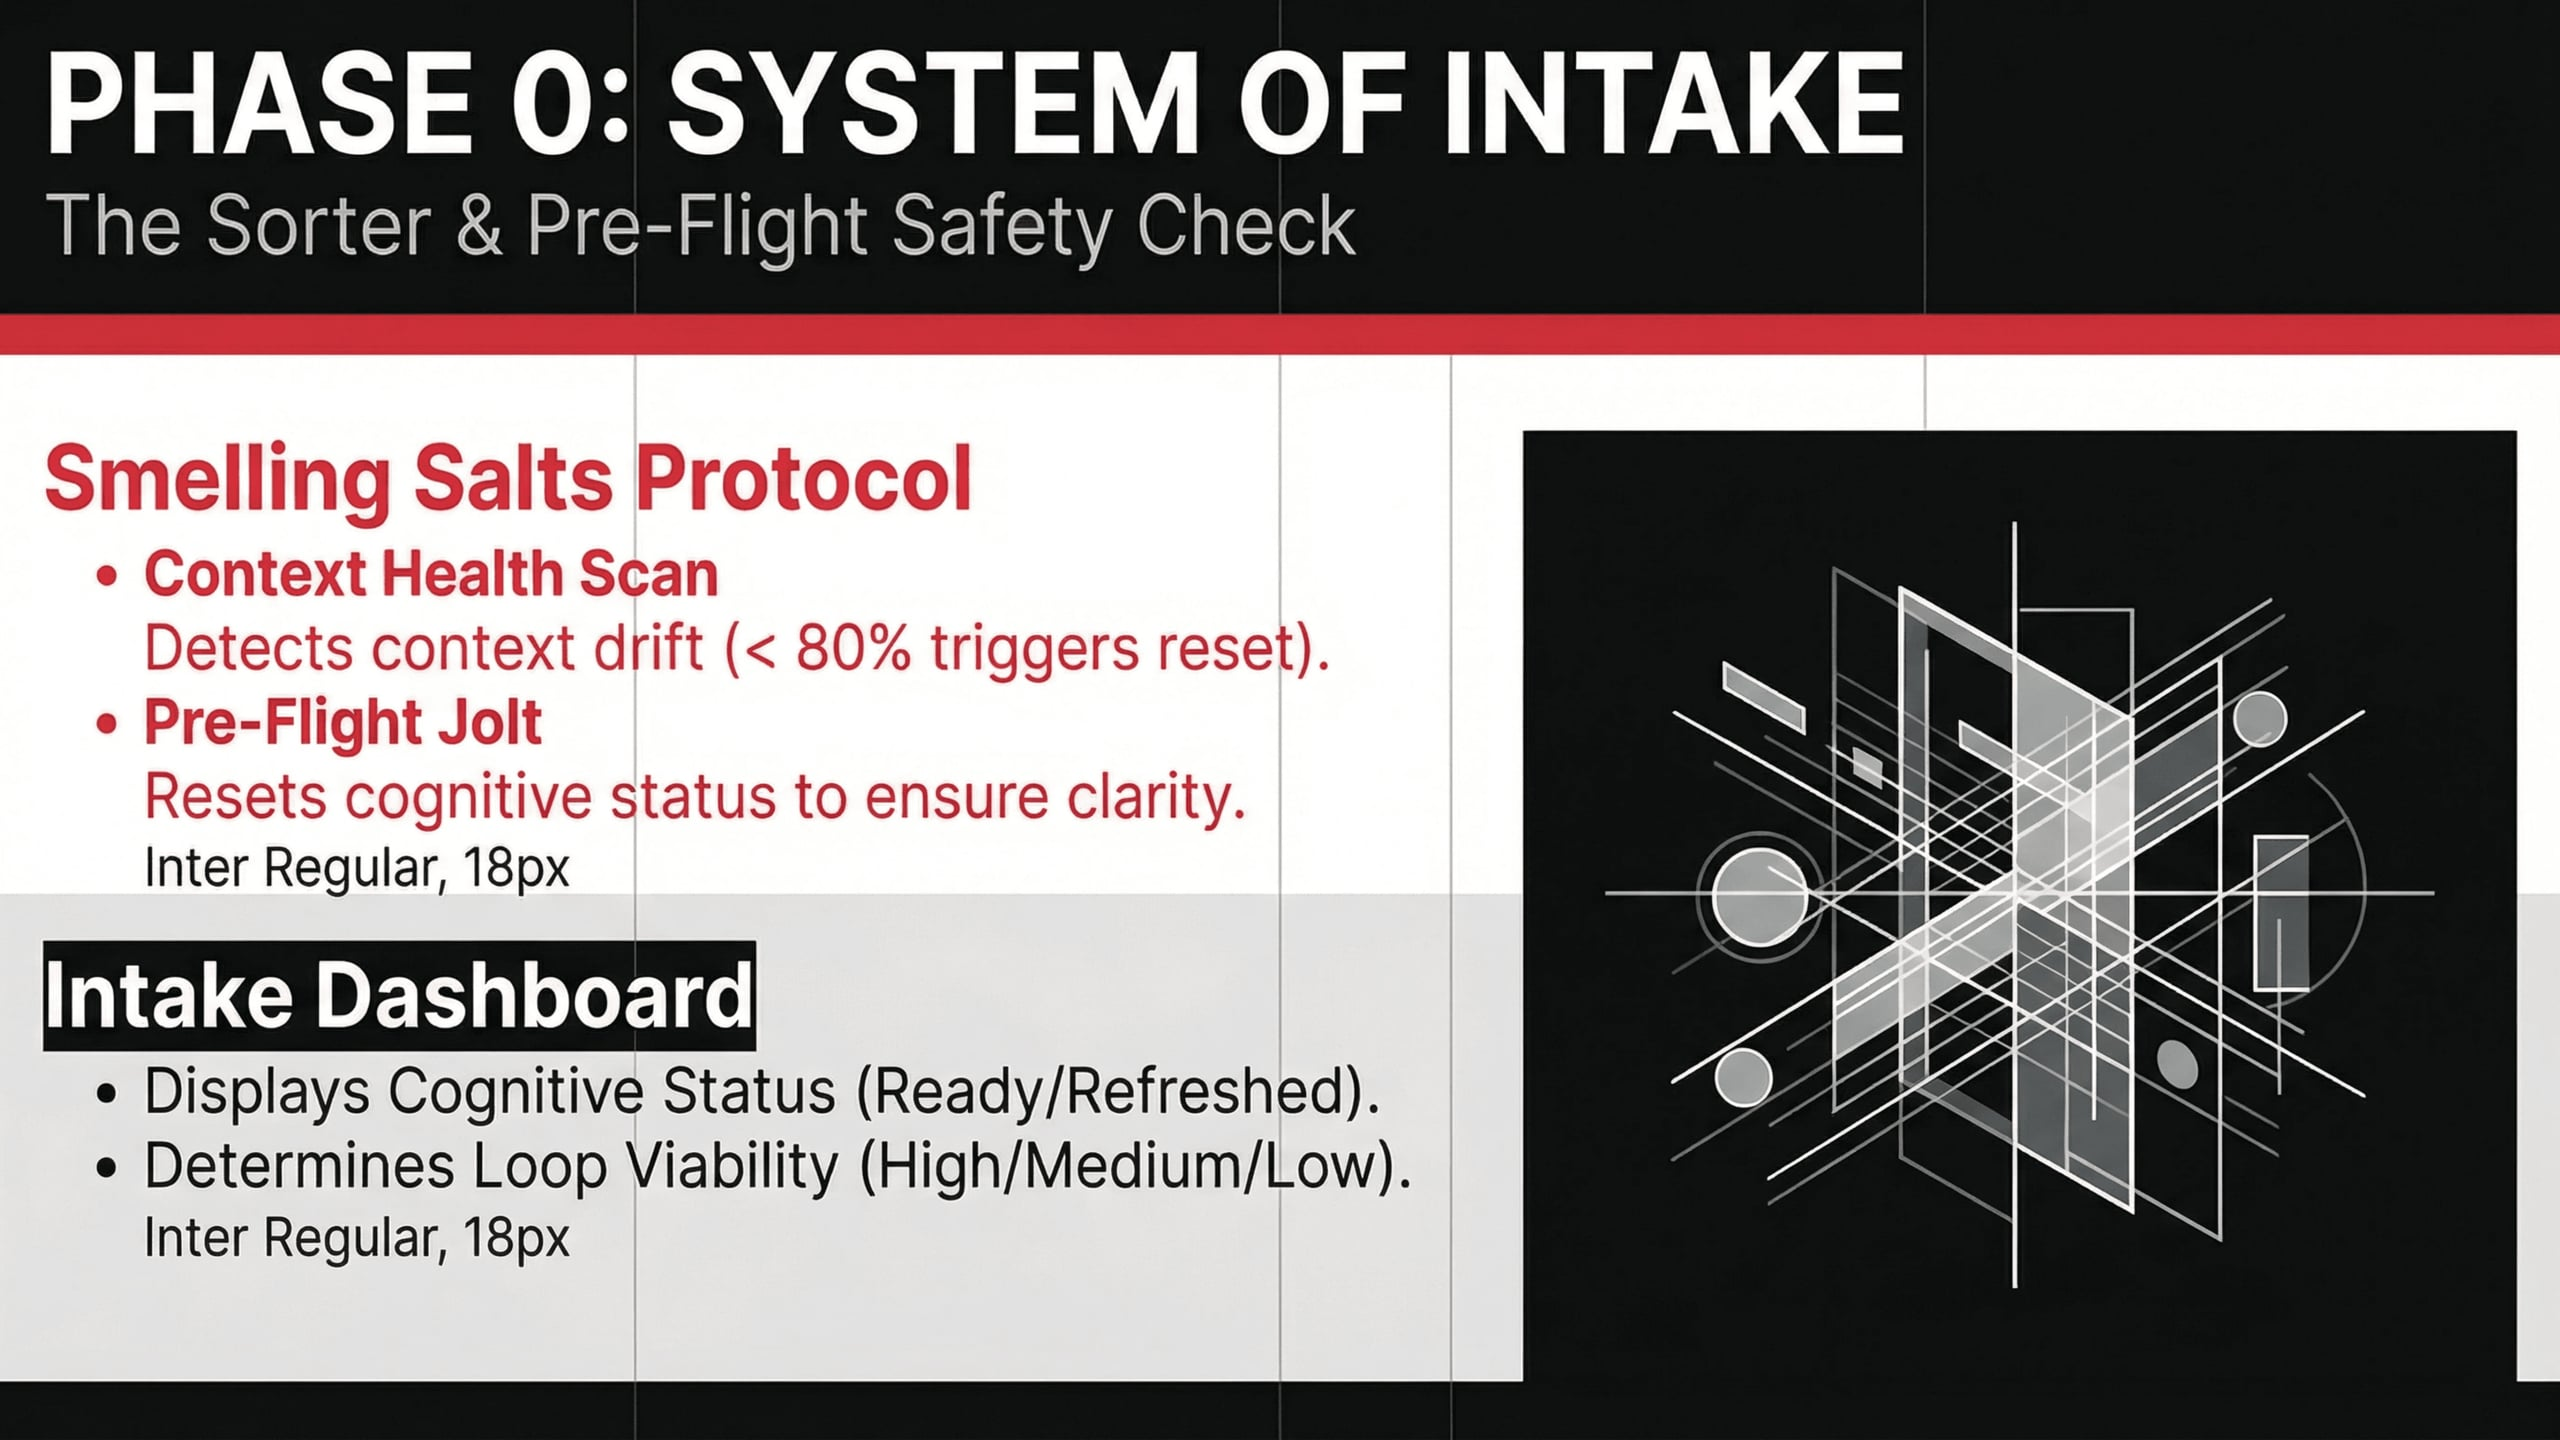 PHASE 0: SYSTEM OF INTAKE
The Sorter & Pre-Flight Safety Check
Smelling Salts Protocol
• Context Health Scan
Detects context drift (< 80% triggers reset).
• Pre-Flight Jolt
Resets cognitive status to ensure clarity.
Inter Regular, 18px
Intake Dashboard
• Displays Cognitive Status (Ready/Refreshed).
• Determines Loop Viability (High/Medium/Low).
Inter Regular, 18px